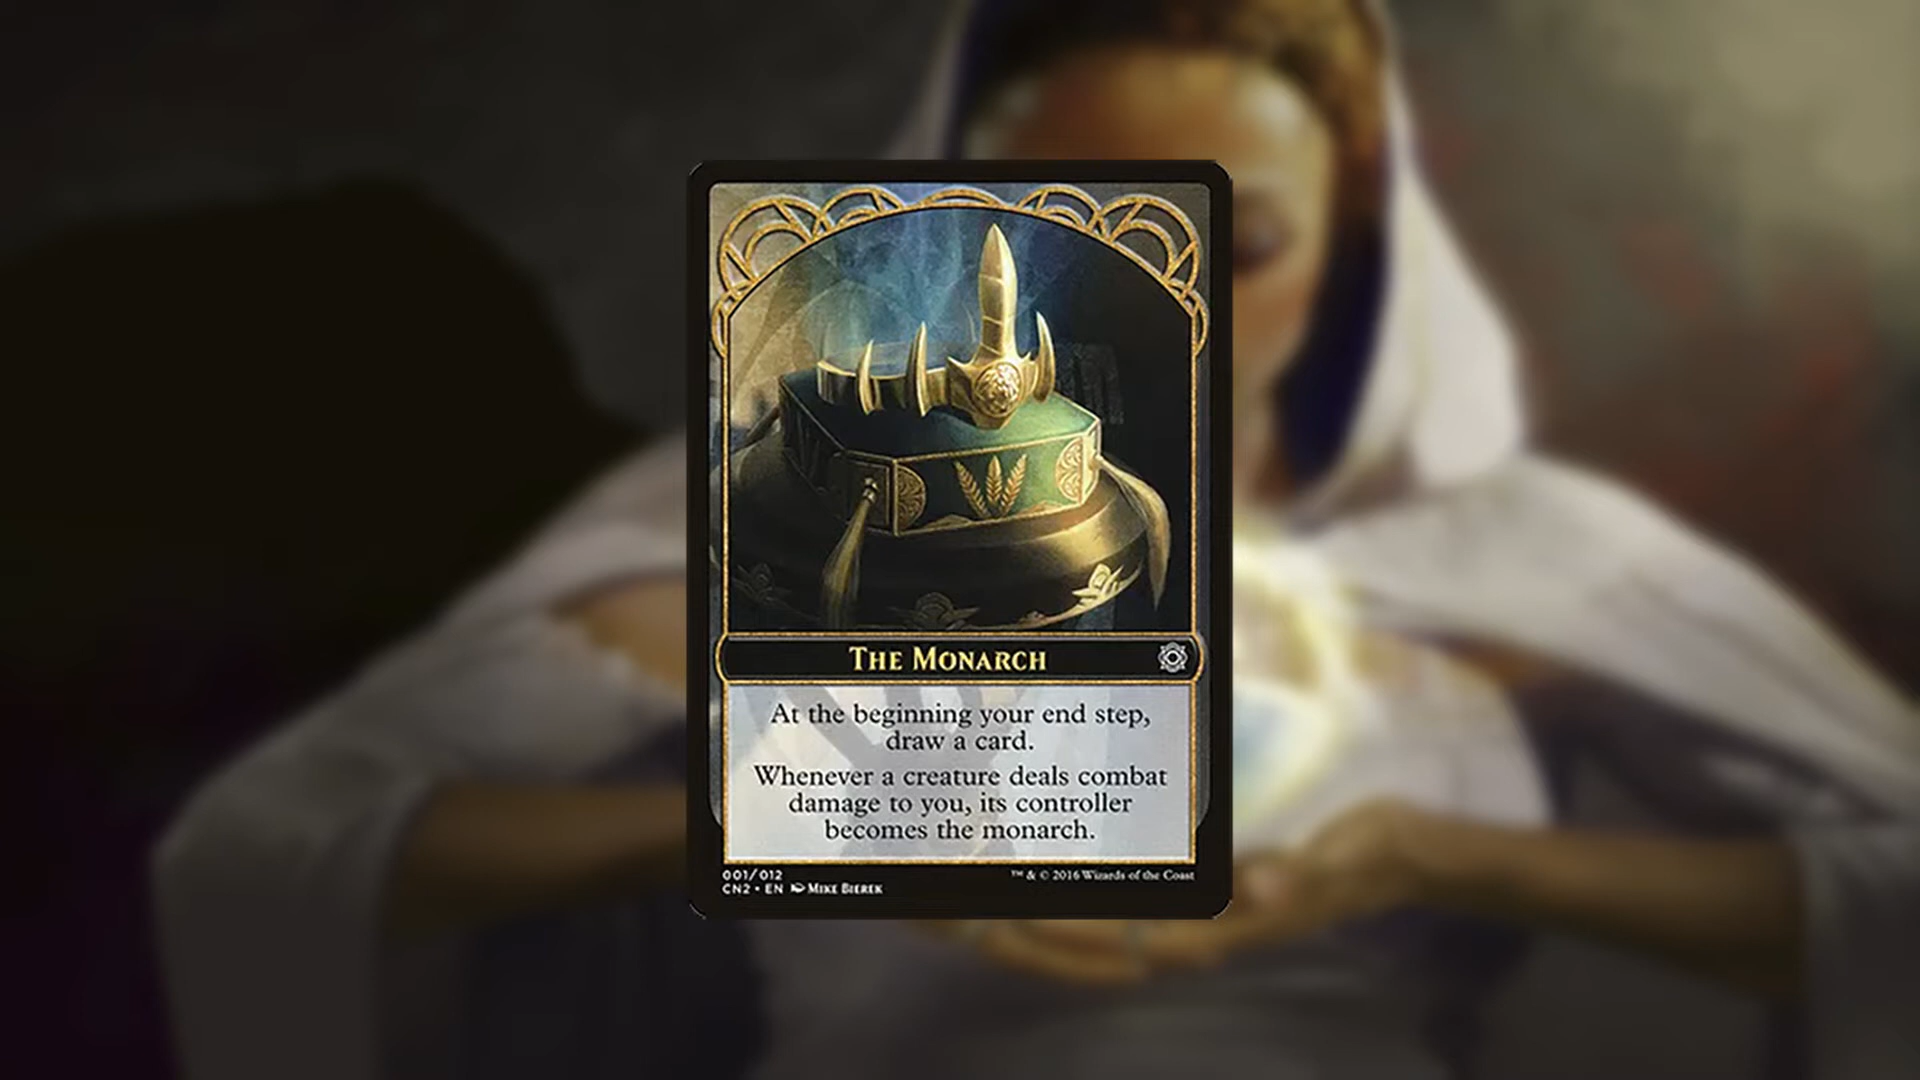 The Monarch
At the beginning your end step,
draw a card.
Whenever a creature deals combat
damage to you, its controller
becomes the monarch.
001/012
™ & © 2016 Wizards of the Coast
CN2 • EN Mike Bierek